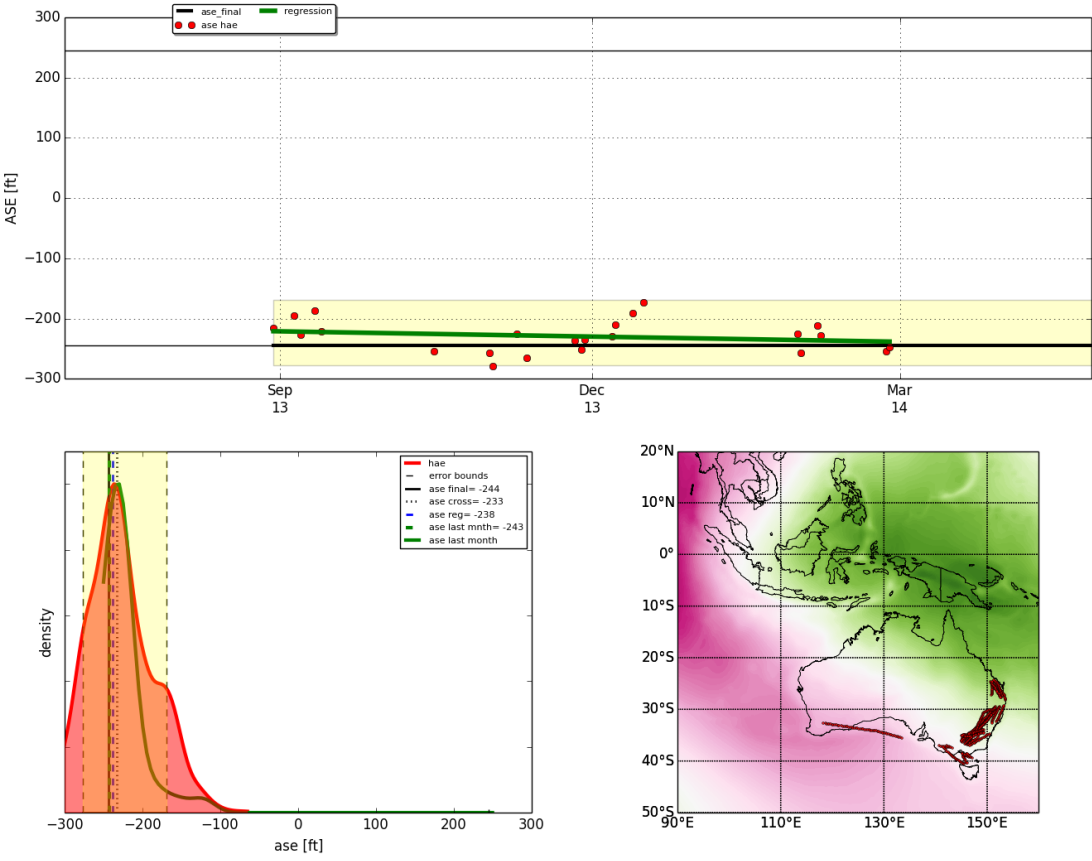 300
200
100
0
−100
−200
−300
ASE [ft]
ase_final
ase hae
regression
Sep
13
Dec
13
Mar
14
density
hae
error bounds
ase final= -244
ase cross= -233
ase reg= -238
ase last mnth= -243
ase last month
−300
−200
−100
0
100
200
300
ase [ft]
20°N
10°N
0°
10°S
20°S
30°S
40°S
50°S
90°E
110°E
130°E
150°E